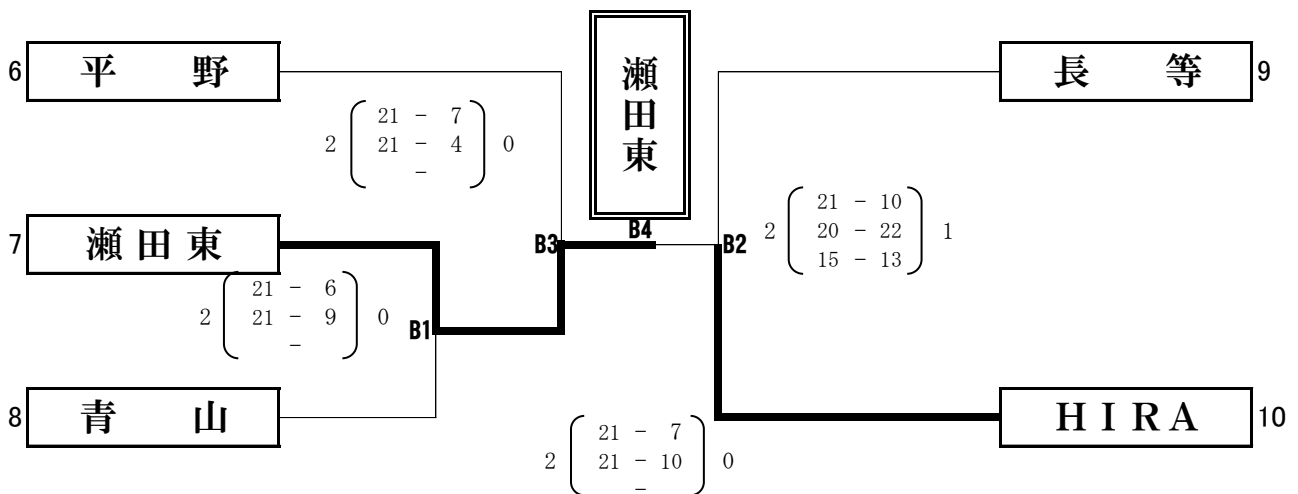 6 平 野
瀬田東
長 等 9
2 21 - 7 0
21 - 4
-
7 瀬田東
B3
B4
B2
2 21 - 10 1
20 - 22
15 - 13
2 21 - 6 0
21 - 9
-
B1
8 青 山
HIRA 10
2 21 - 7 0
21 - 10
-